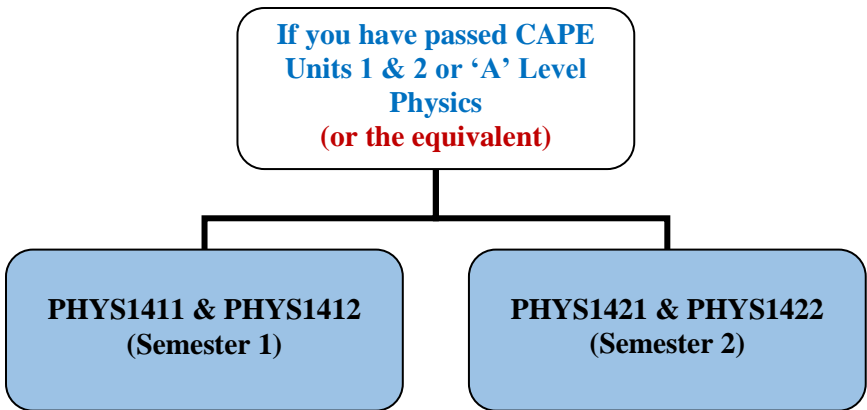 If you have passed CAPE
Units 1 & 2 or ‘A’ Level
Physics
(or the equivalent)
PHYS1411 & PHYS1412
(Semester 1)
PHYS1421 & PHYS1422
(Semester 2)